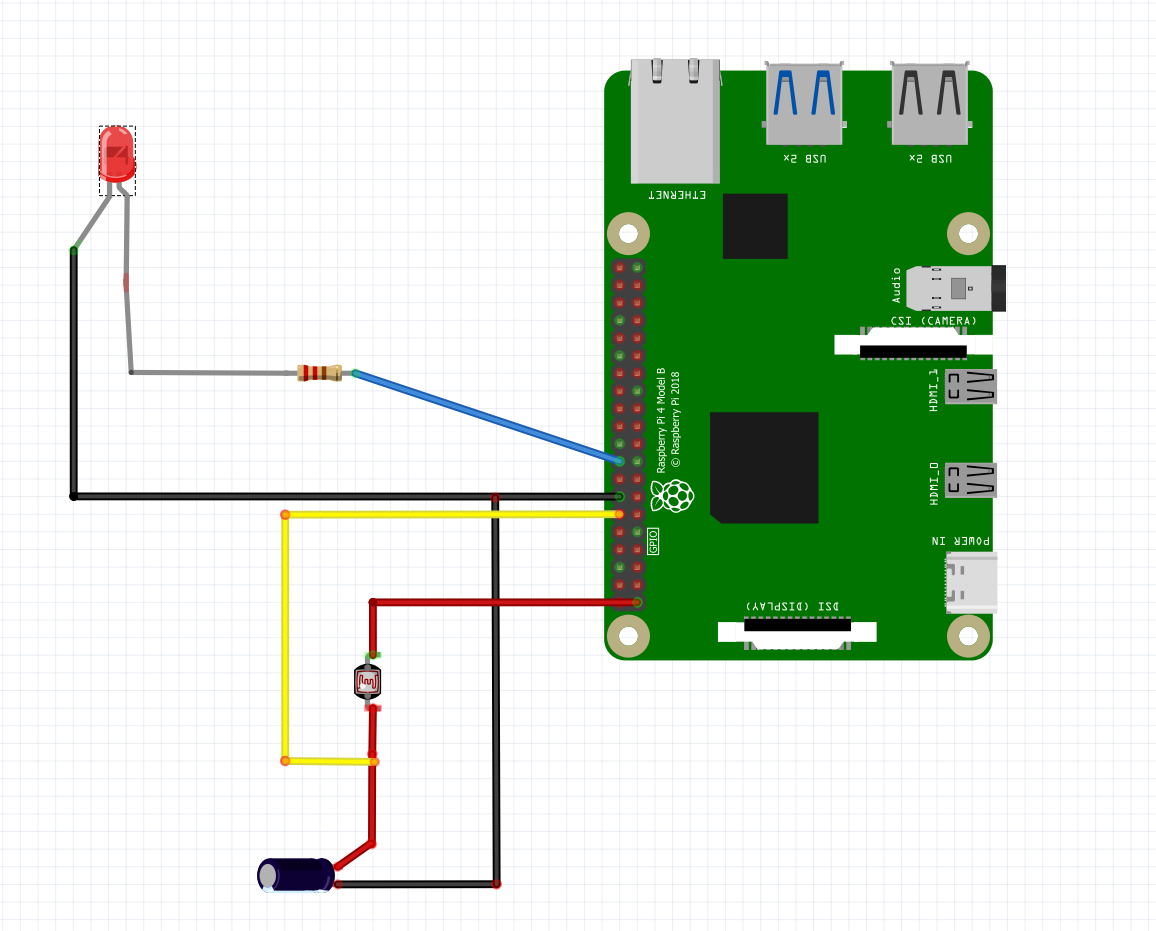 USB 2x
USB 2x
ETHERNET
Audio
CSI (CAMERA)
HDMI_1
Raspberry Pi 4 Model B
© Raspberry Pi 2018
HDMI_0
GPIO
POWER IN
DSI (DISPLAY)